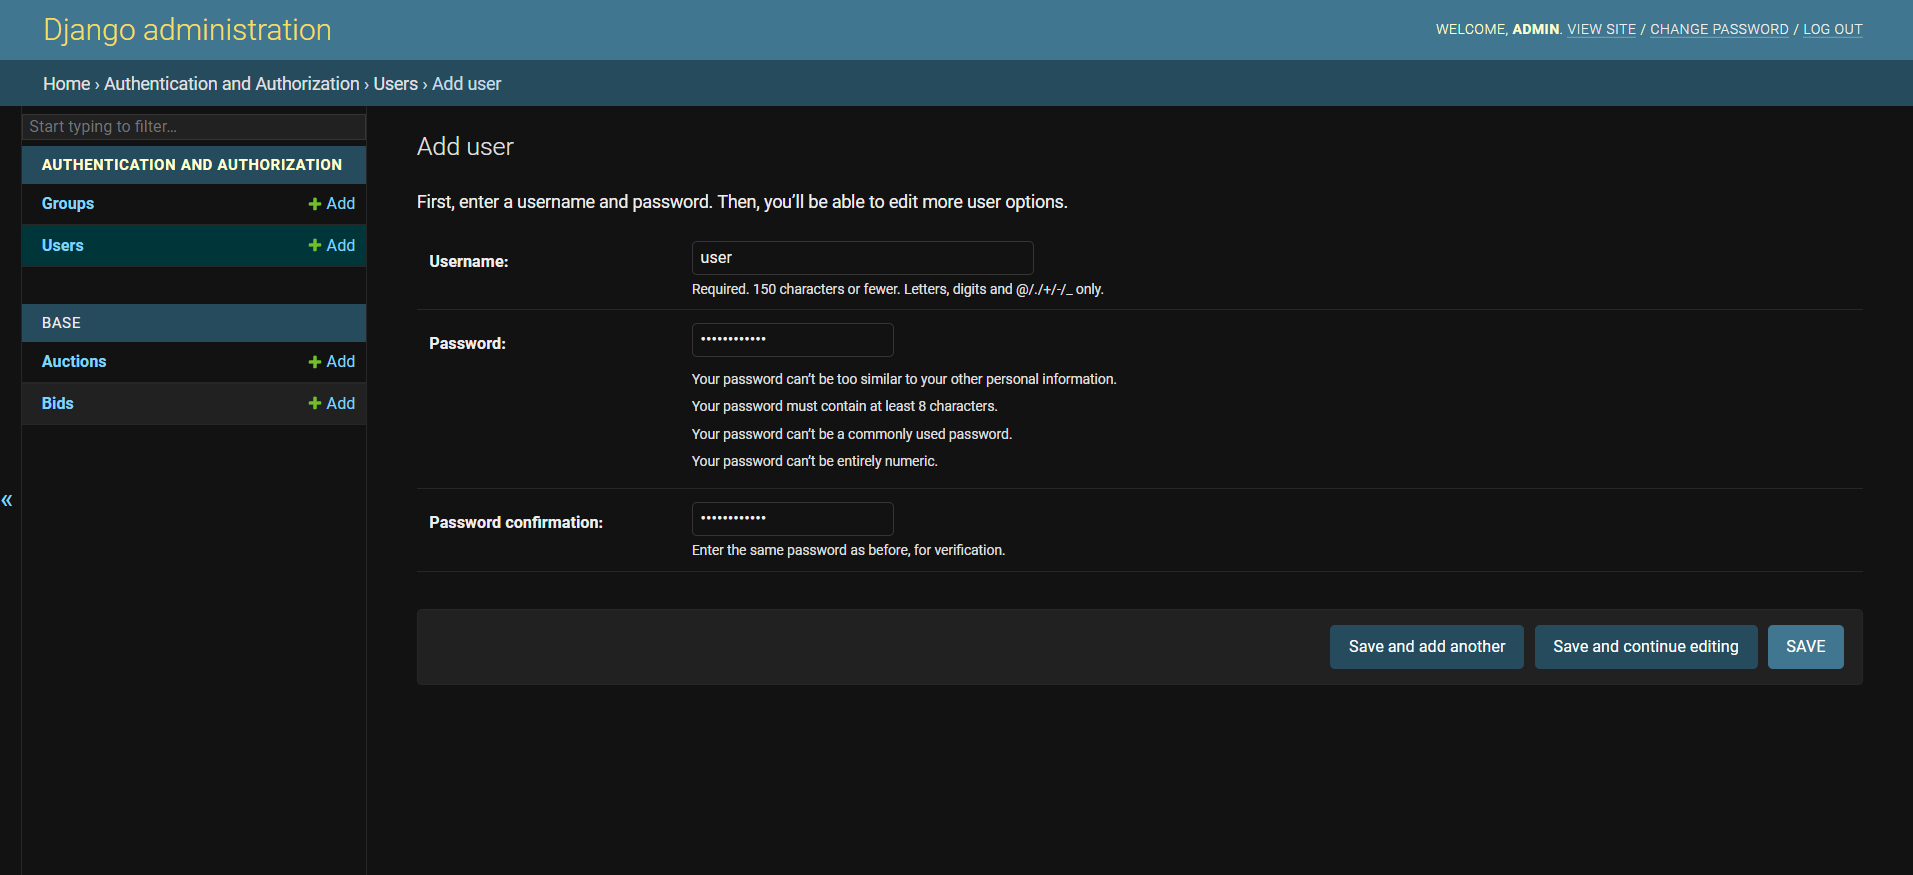 Django administration
WELCOME, ADMIN. VIEW SITE / CHANGE PASSWORD / LOG OUT
Home › Authentication and Authorization › Users › Add user
Start typing to filter...
AUTHENTICATION AND AUTHORIZATION
Groups + Add
Users + Add
BASE
Auctions + Add
Bids + Add
«
Add user
First, enter a username and password. Then, you’ll be able to edit more user options.
Username: user
Required. 150 characters or fewer. Letters, digits and @/./+/-/_ only.
Password: ••••••••••••
Your password can’t be too similar to your other personal information.
Your password must contain at least 8 characters.
Your password can’t be a commonly used password.
Your password can’t be entirely numeric.
Password confirmation: ••••••••••••
Enter the same password as before, for verification.
Save and add another
Save and continue editing
SAVE